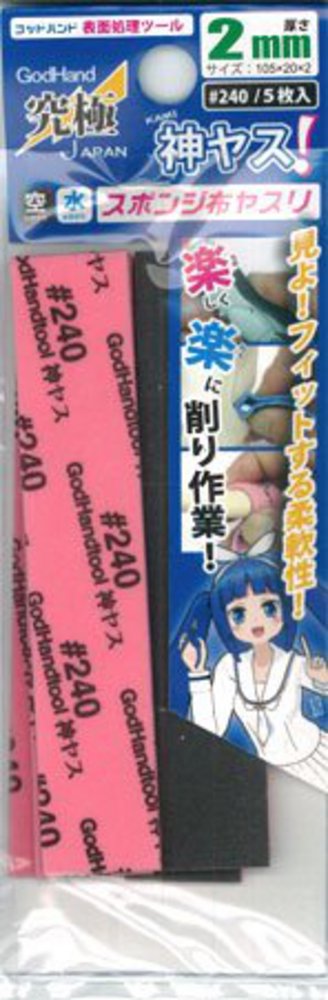 ゴッドハンド 表面処理ツール
GodHand
究極
JAPAN
厚さ
2mm
サイズ：105×20×2
#240/5枚入
KAMI
神ヤス!
空
水
スポンジ布ヤスリ
見よ!フィットする柔軟性!
楽しく楽に削り作業!
#240
GodHandtool 神ヤス
#240
GodHandtool 神ヤス
#240
GodHandtool 神ヤス
#240